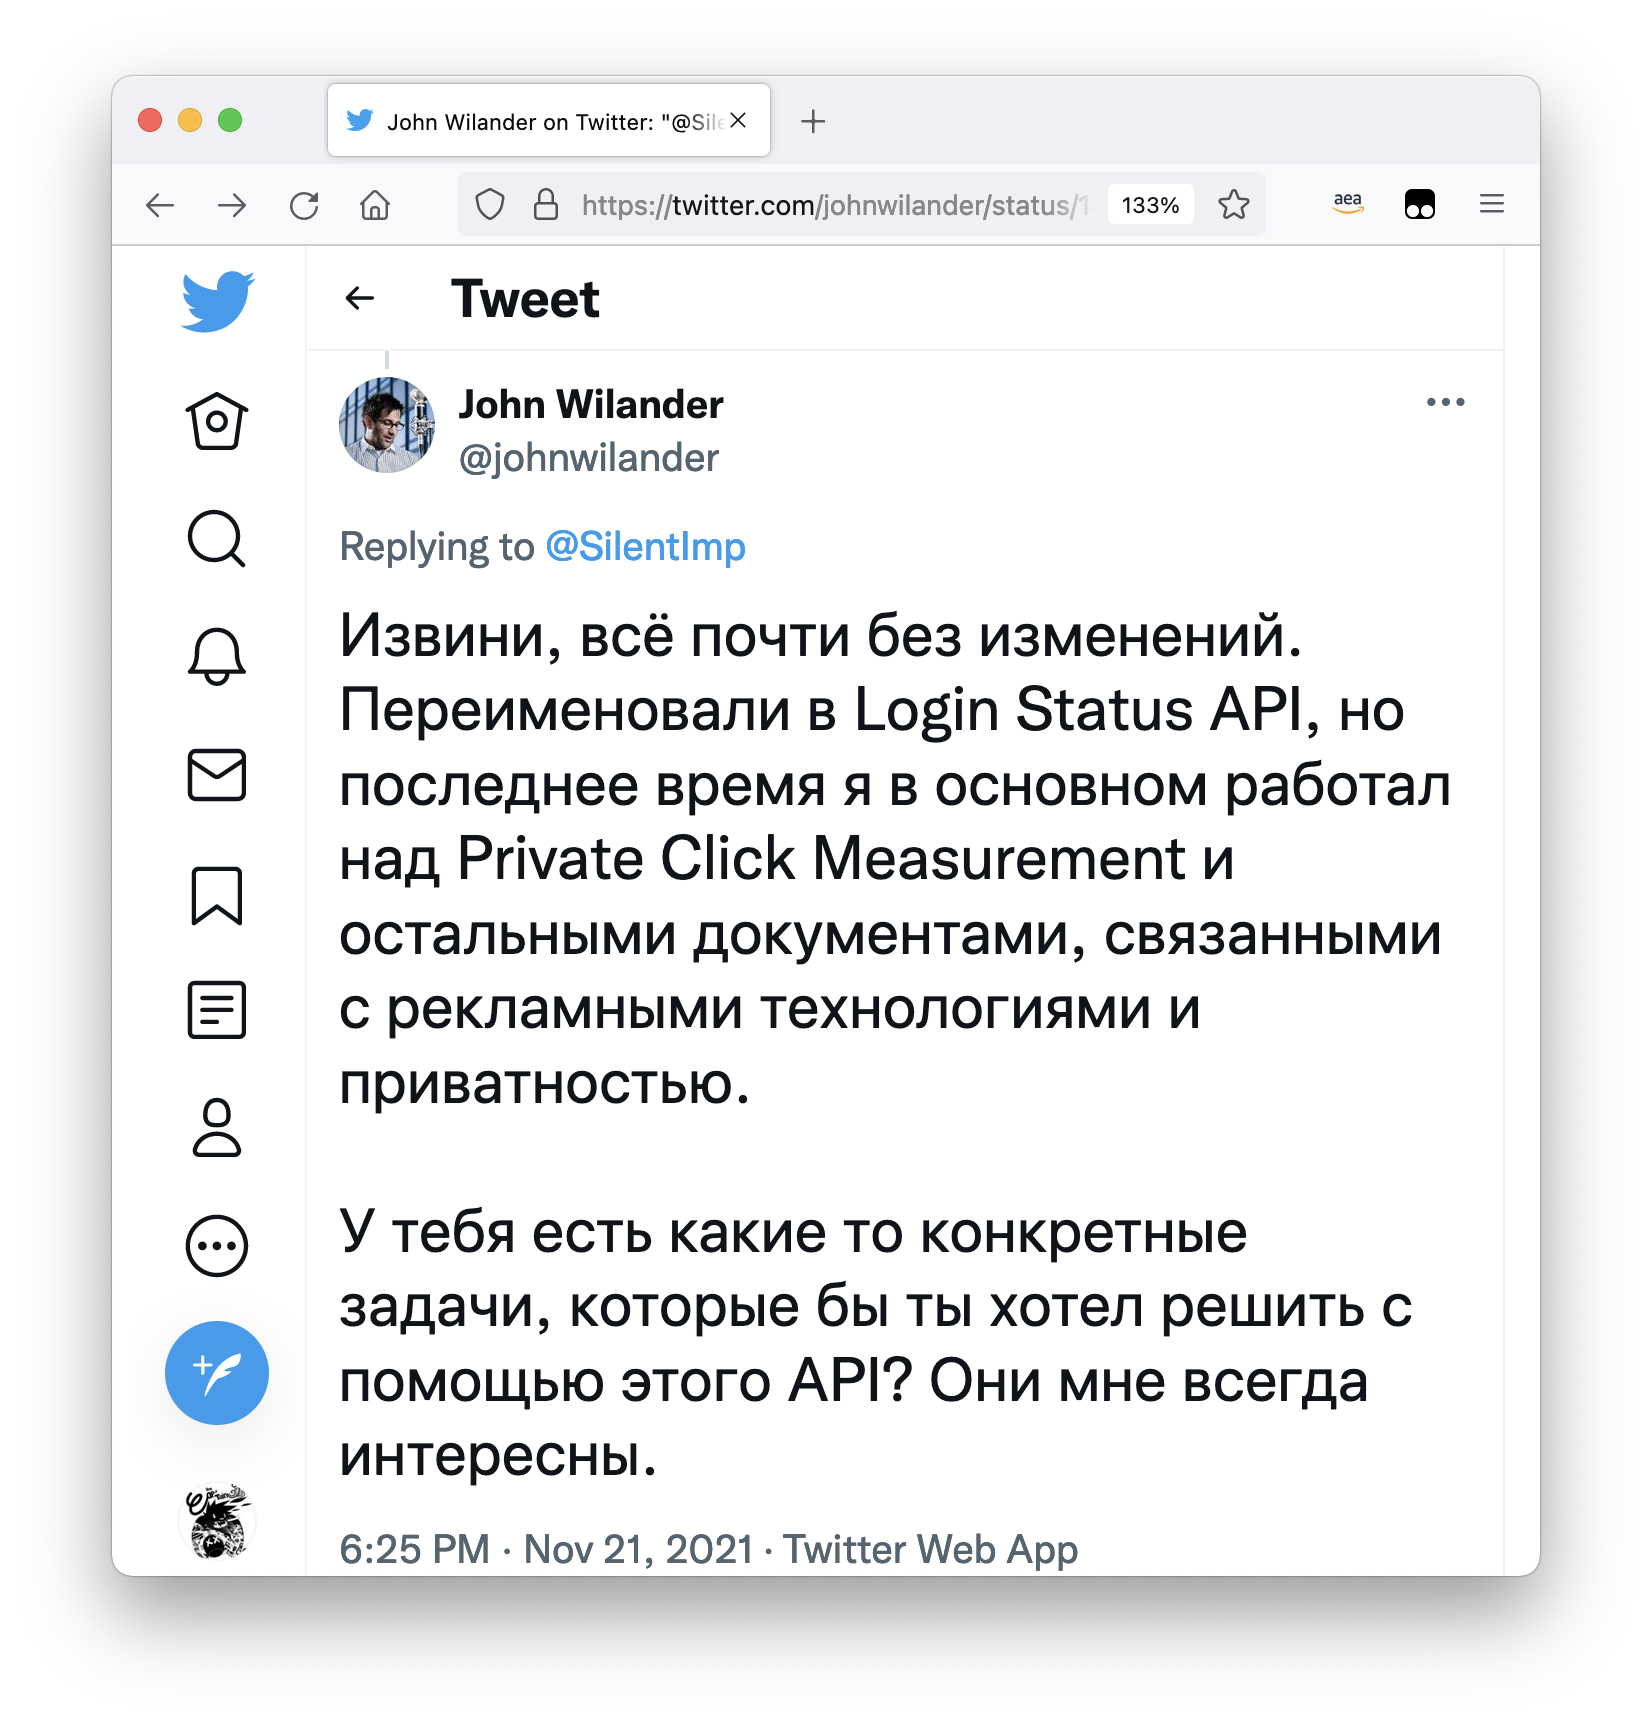 John Wilander on Twitter: "@Sile
https://twitter.com/johnwilander/status/1
133%
aea
Tweet
John Wilander
@johnwilander
Replying to @SilentImp
Извини, всё почти без изменений.
Переименовали в Login Status API, но
последнее время я в основном работал
над Private Click Measurement и
остальными документами, связанными
с рекламными технологиями и
приватностью.
У тебя есть какие то конкретные
задачи, которые бы ты хотел решить с
помощью этого API? Они мне всегда
интересны.
6:25 PM · Nov 21, 2021 · Twitter Web App